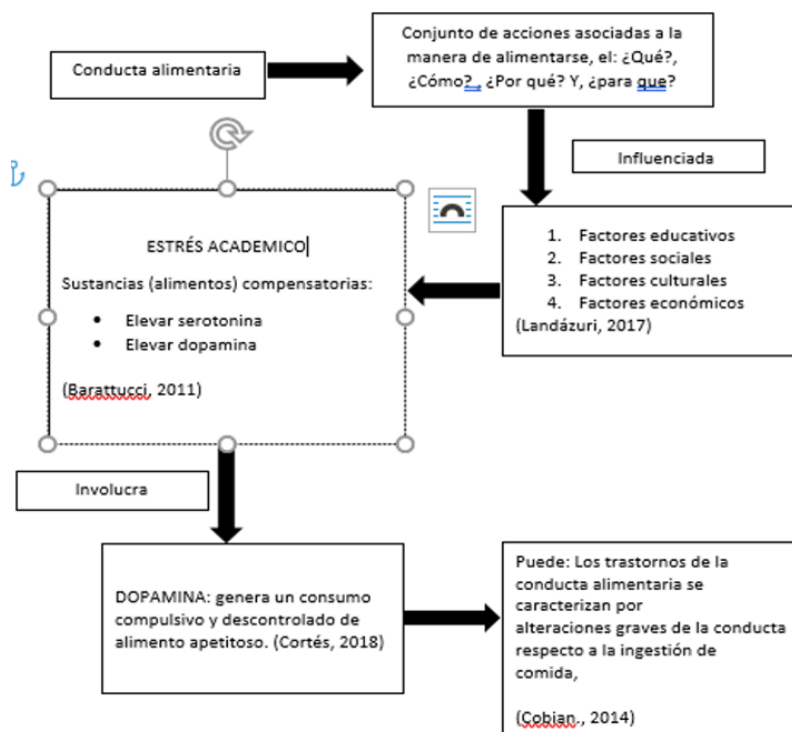 Conducta alimentaria
Conjunto de acciones asociadas a la
manera de alimentarse, el: ¿Qué?,
¿Cómo?, ¿Por qué? Y, ¿para que?
Influenciada
1. Factores educativos
2. Factores sociales
3. Factores culturales
4. Factores económicos
(Landázuri, 2017)
ESTRÉS ACADEMICO
Sustancias (alimentos) compensatorias:
• Elevar serotonina
• Elevar dopamina
(Barattucci, 2011)
Involucra
DOPAMINA: genera un consumo
compulsivo y descontrolado de
alimento apetitoso. (Cortés, 2018)
Puede: Los trastornos de la
conducta alimentaria se
caracterizan por
alteraciones graves de la conducta
respecto a la ingestión de
comida,
(Cobian., 2014)